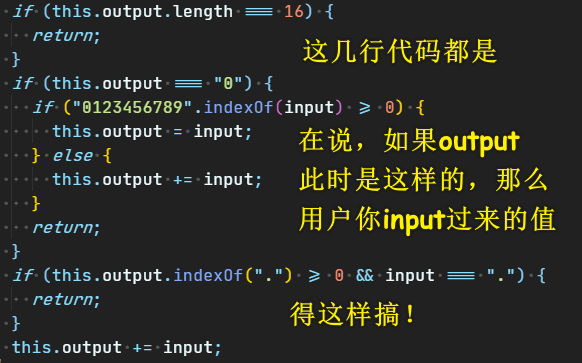 if (this.output.length === 16) {
return;
}
这几行代码都是
if (this.output === "0") {
if ("0123456789".indexOf(input) >= 0) {
this.output = input;
} else {
this.output += input;
}
return;
}
在说，如果output
此时是这样的，那么
用户你input过来的值
if (this.output.indexOf(".") >= 0 && input === ".") {
return;
}
得这样搞！
this.output += input;